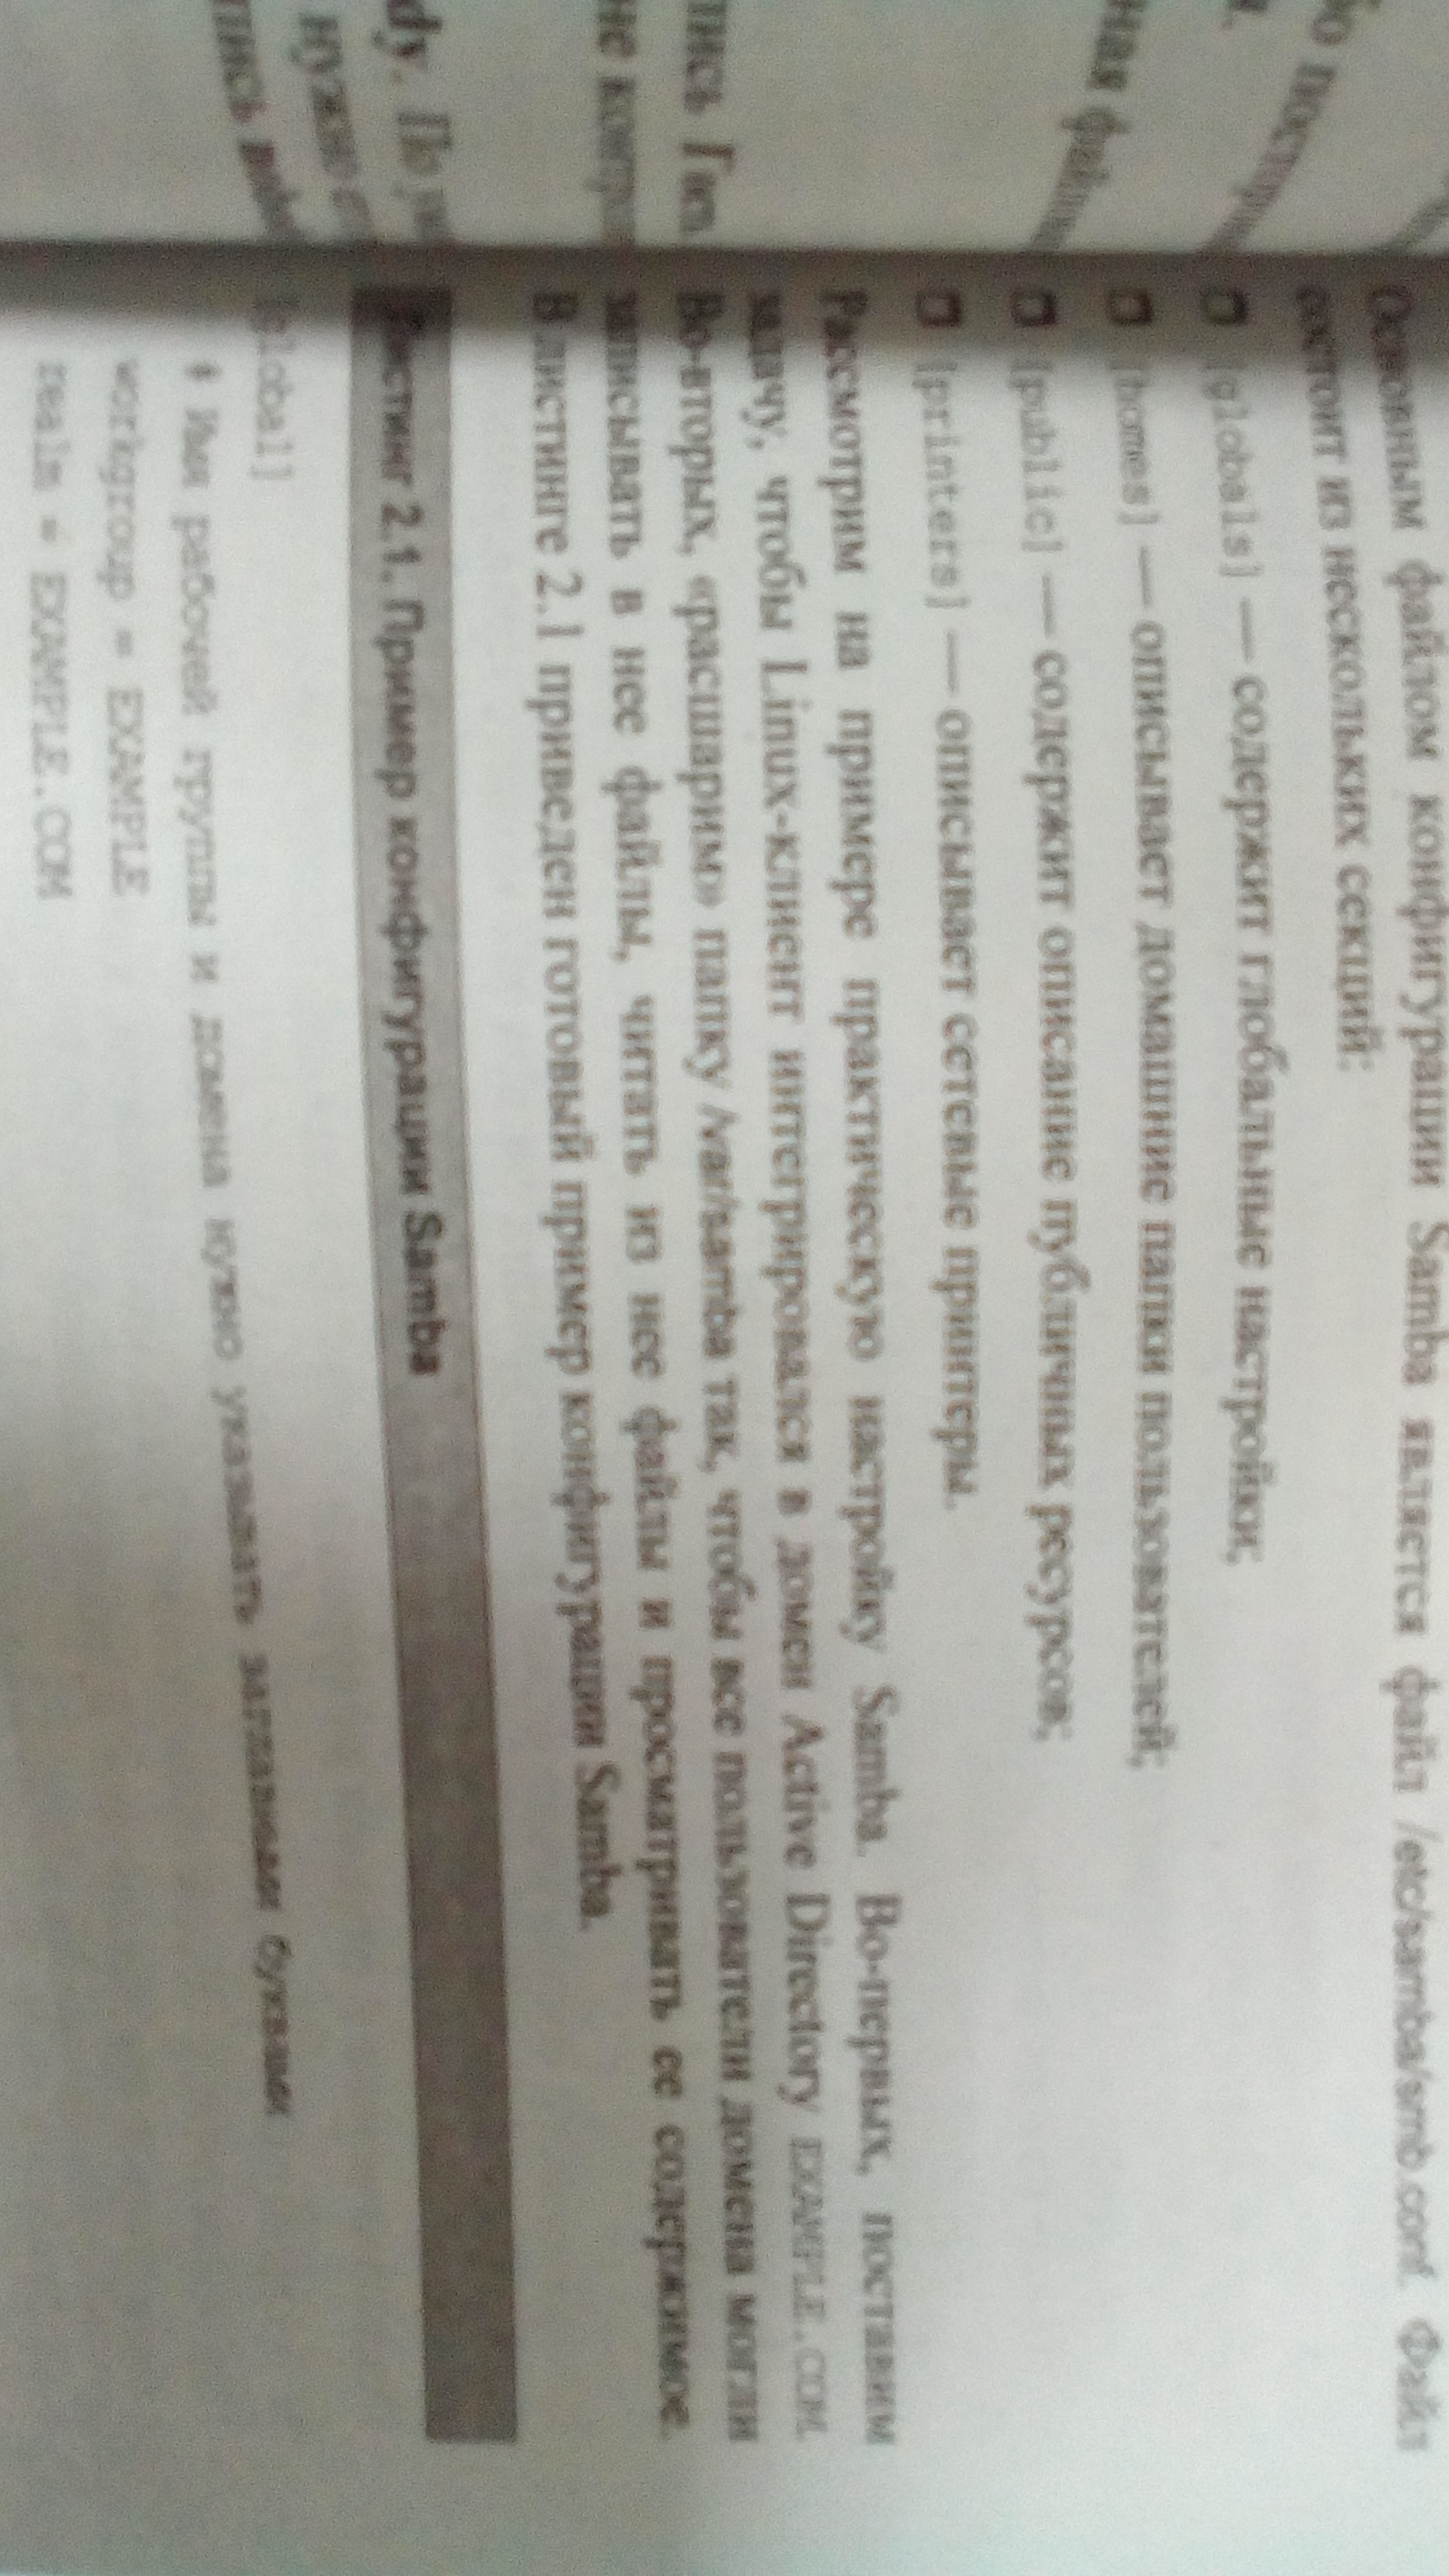 Основным файлом конфигурации Samba является файл /etc/samba/smb.conf. Файл
состоит из нескольких секций:
❒ [globals] — содержит глобальные настройки;
❒ [homes] — описывает домашние папки пользователей;
❒ [public] — содержит описание публичных ресурсов;
❒ [printers] — описывает сетевые принтеры.
Рассмотрим на примере практическую настройку Samba. Во-первых, поставим
задачу, чтобы Linux-клиент интегрировался в домен Active Directory EXAMPLE.COM.
Во-вторых, «расшарим» папку /var/samba так, чтобы все пользователи домена могли
записывать в нее файлы, читать из нее файлы и просматривать ее содержимое.
В листинге 2.1 приведен готовый пример конфигурации Samba.
Листинг 2.1. Пример конфигурации Samba
[global]
# Имя рабочей группы и домена нужно указывать заглавными буквами
workgroup = EXAMPLE
realm = EXAMPLE.COM